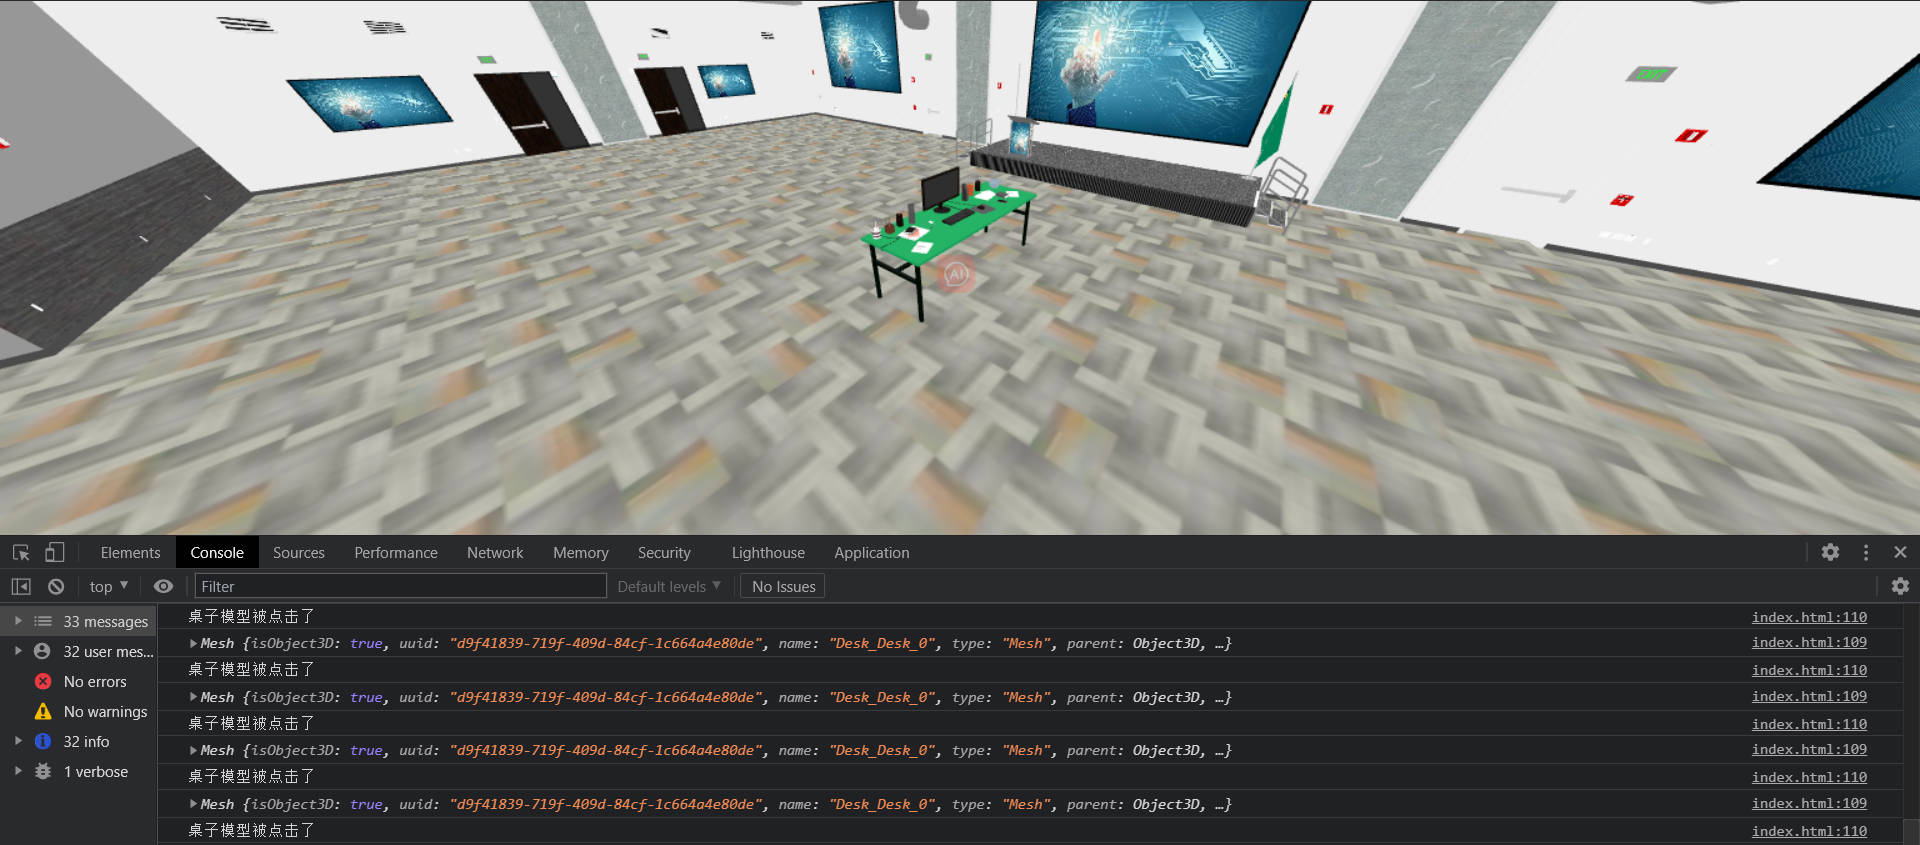 EXIT
AI
Elements Console Sources Performance Network Memory Security Lighthouse Application
top Filter Default levels No Issues
33 messages
32 user mes...
No errors
No warnings
32 info
1 verbose
桌子模型被点击了 index.html:110
Mesh {isObject3D: true, uuid: "d9f41839-719f-409d-84cf-1c664a4e80de", name: "Desk_Desk_0", type: "Mesh", parent: Object3D, …} index.html:109
桌子模型被点击了 index.html:110
Mesh {isObject3D: true, uuid: "d9f41839-719f-409d-84cf-1c664a4e80de", name: "Desk_Desk_0", type: "Mesh", parent: Object3D, …} index.html:109
桌子模型被点击了 index.html:110
Mesh {isObject3D: true, uuid: "d9f41839-719f-409d-84cf-1c664a4e80de", name: "Desk_Desk_0", type: "Mesh", parent: Object3D, …} index.html:109
桌子模型被点击了 index.html:110
Mesh {isObject3D: true, uuid: "d9f41839-719f-409d-84cf-1c664a4e80de", name: "Desk_Desk_0", type: "Mesh", parent: Object3D, …} index.html:109
桌子模型被点击了 index.html:110